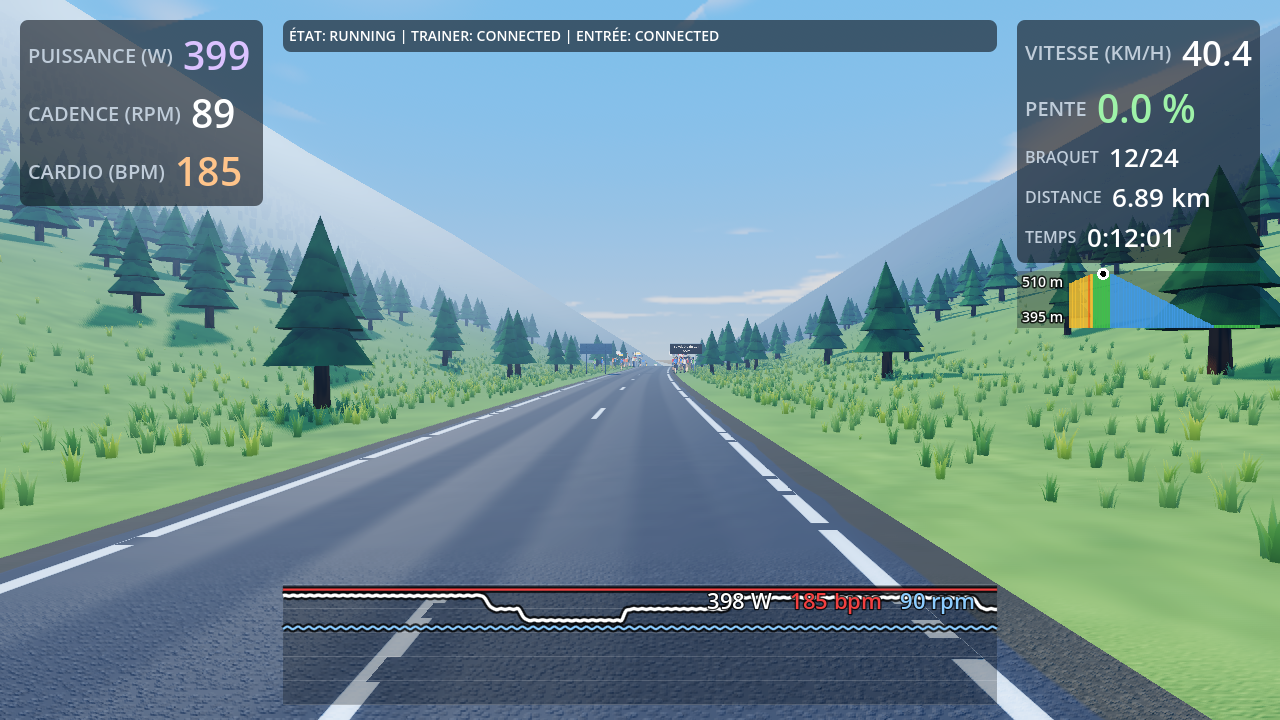 ÉTAT: RUNNING | TRAINER: CONNECTED | ENTRÉE: CONNECTED
PUISSANCE (W) 399
CADENCE (RPM) 89
CARDIO (BPM) 185
VITESSE (KM/H) 40.4
PENTE 0.0 %
BRAQUET 12/24
DISTANCE 6.89 km
TEMPS 0:12:01
510 m
395 m
398 W 185 bpm 90 rpm